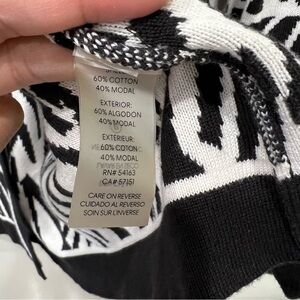 60% COTTON
40% MODAL
EXTERIOR:
60% ALGODON
40% MODAL
EXTÉRIEUR:
60% COTON
40% MODAL
RN# 54163
CA# 57151
CARE ON REVERSE
CUIDADO AL REVERSO
SOIN SUR L'INVERSE